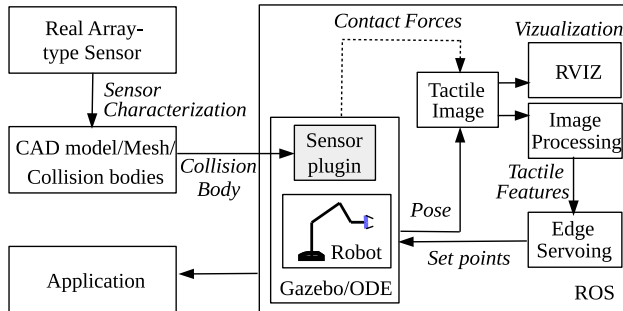 Real Array-
type Sensor
Sensor
Characterization
CAD model/Mesh/
Collision bodies
Collision
Body
Application
Contact Forces
Sensor
plugin
Robot
Gazebo/ODE
Tactile
Image
Pose
Set points
Vizualization
RVIZ
Image
Processing
Tactile
Features
Edge
Servoing
ROS